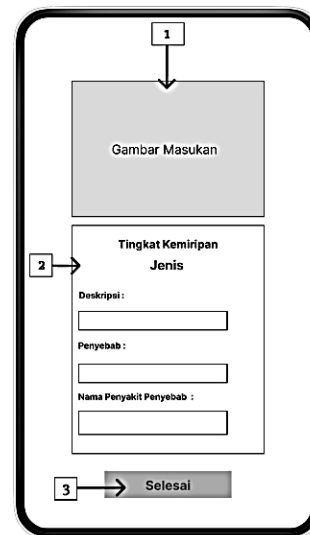 1
Gambar Masukan
Tingkat Kemiripan
2
Jenis
Deskripsi :
Penyebab :
Nama Penyakit Penyebab :
3
Selesai